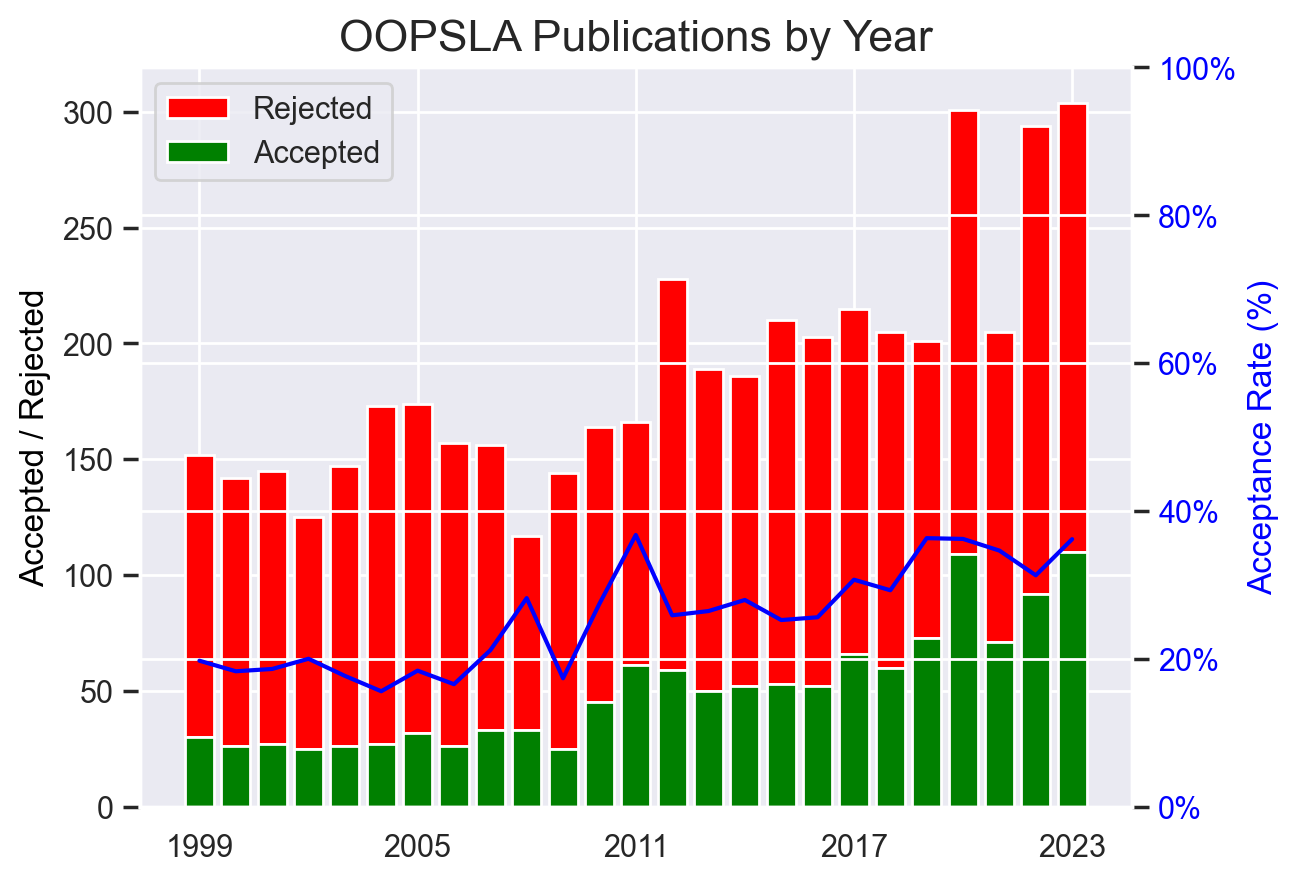 OOPSLA Publications by Year
Rejected
Accepted
Accepted / Rejected
300
250
200
150
100
50
0
100%
80%
60%
40%
20%
0%
Acceptance Rate (%)
1999 2005 2011 2017 2023